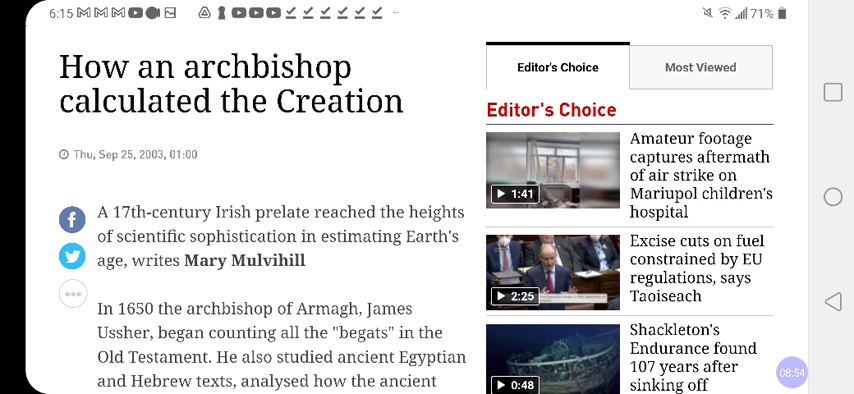 6:15
71%
How an archbishop
calculated the Creation
Thu, Sep 25, 2003, 01:00
A 17th-century Irish prelate reached the heights
of scientific sophistication in estimating Earth's
age, writes Mary Mulvihill
In 1650 the archbishop of Armagh, James
Ussher, began counting all the "begats" in the
Old Testament. He also studied ancient Egyptian
and Hebrew texts, analysed how the ancient
Editor's Choice
Most Viewed
Editor's Choice
1:41
Amateur footage
captures aftermath
of air strike on
Mariupol children's
hospital
2:25
Excise cuts on fuel
constrained by EU
regulations, says
Taoiseach
0:48
Shackleton's
Endurance found
107 years after
sinking off
08:54